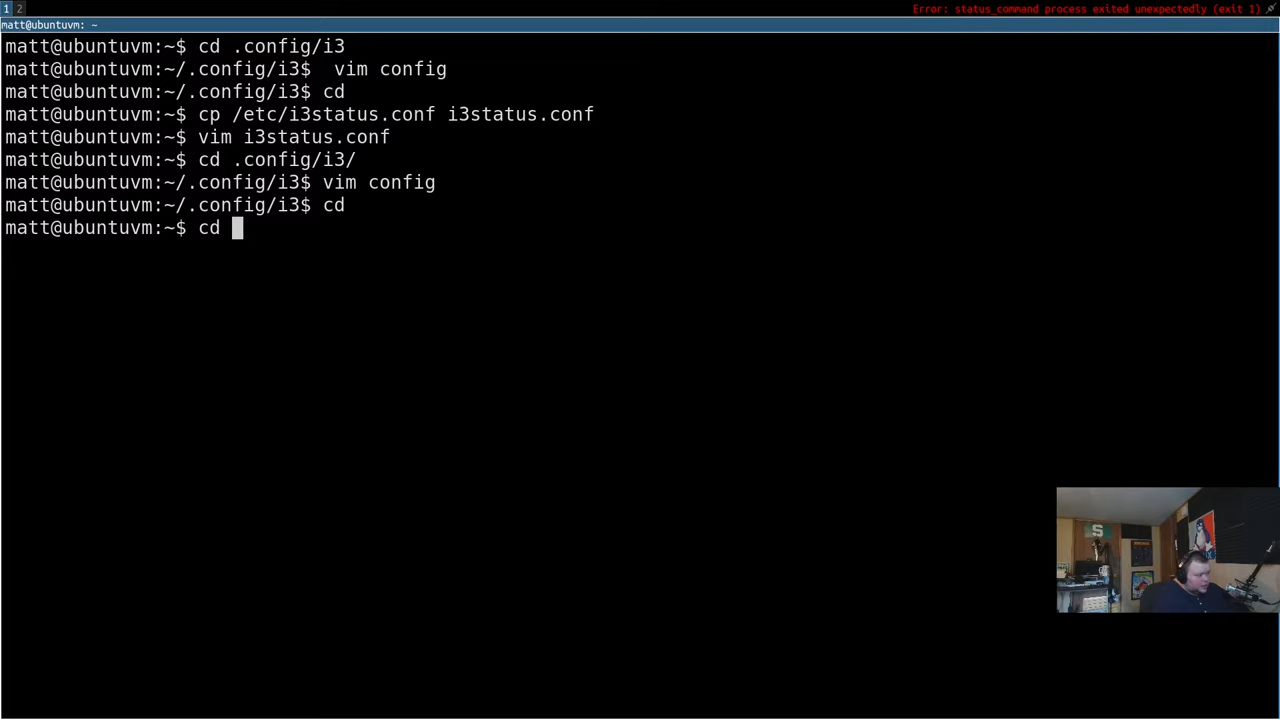 1 2
Error: status_command process exited unexpectedly (exit 1)
matt@ubuntuvm: ~
matt@ubuntuvm:~$ cd .config/i3
matt@ubuntuvm:~/.config/i3$  vim config
matt@ubuntuvm:~/.config/i3$ cd
matt@ubuntuvm:~$ cp /etc/i3status.conf i3status.conf
matt@ubuntuvm:~$ vim i3status.conf
matt@ubuntuvm:~$ cd .config/i3/
matt@ubuntuvm:~/.config/i3$ vim config
matt@ubuntuvm:~/.config/i3$ cd
matt@ubuntuvm:~$ cd
S